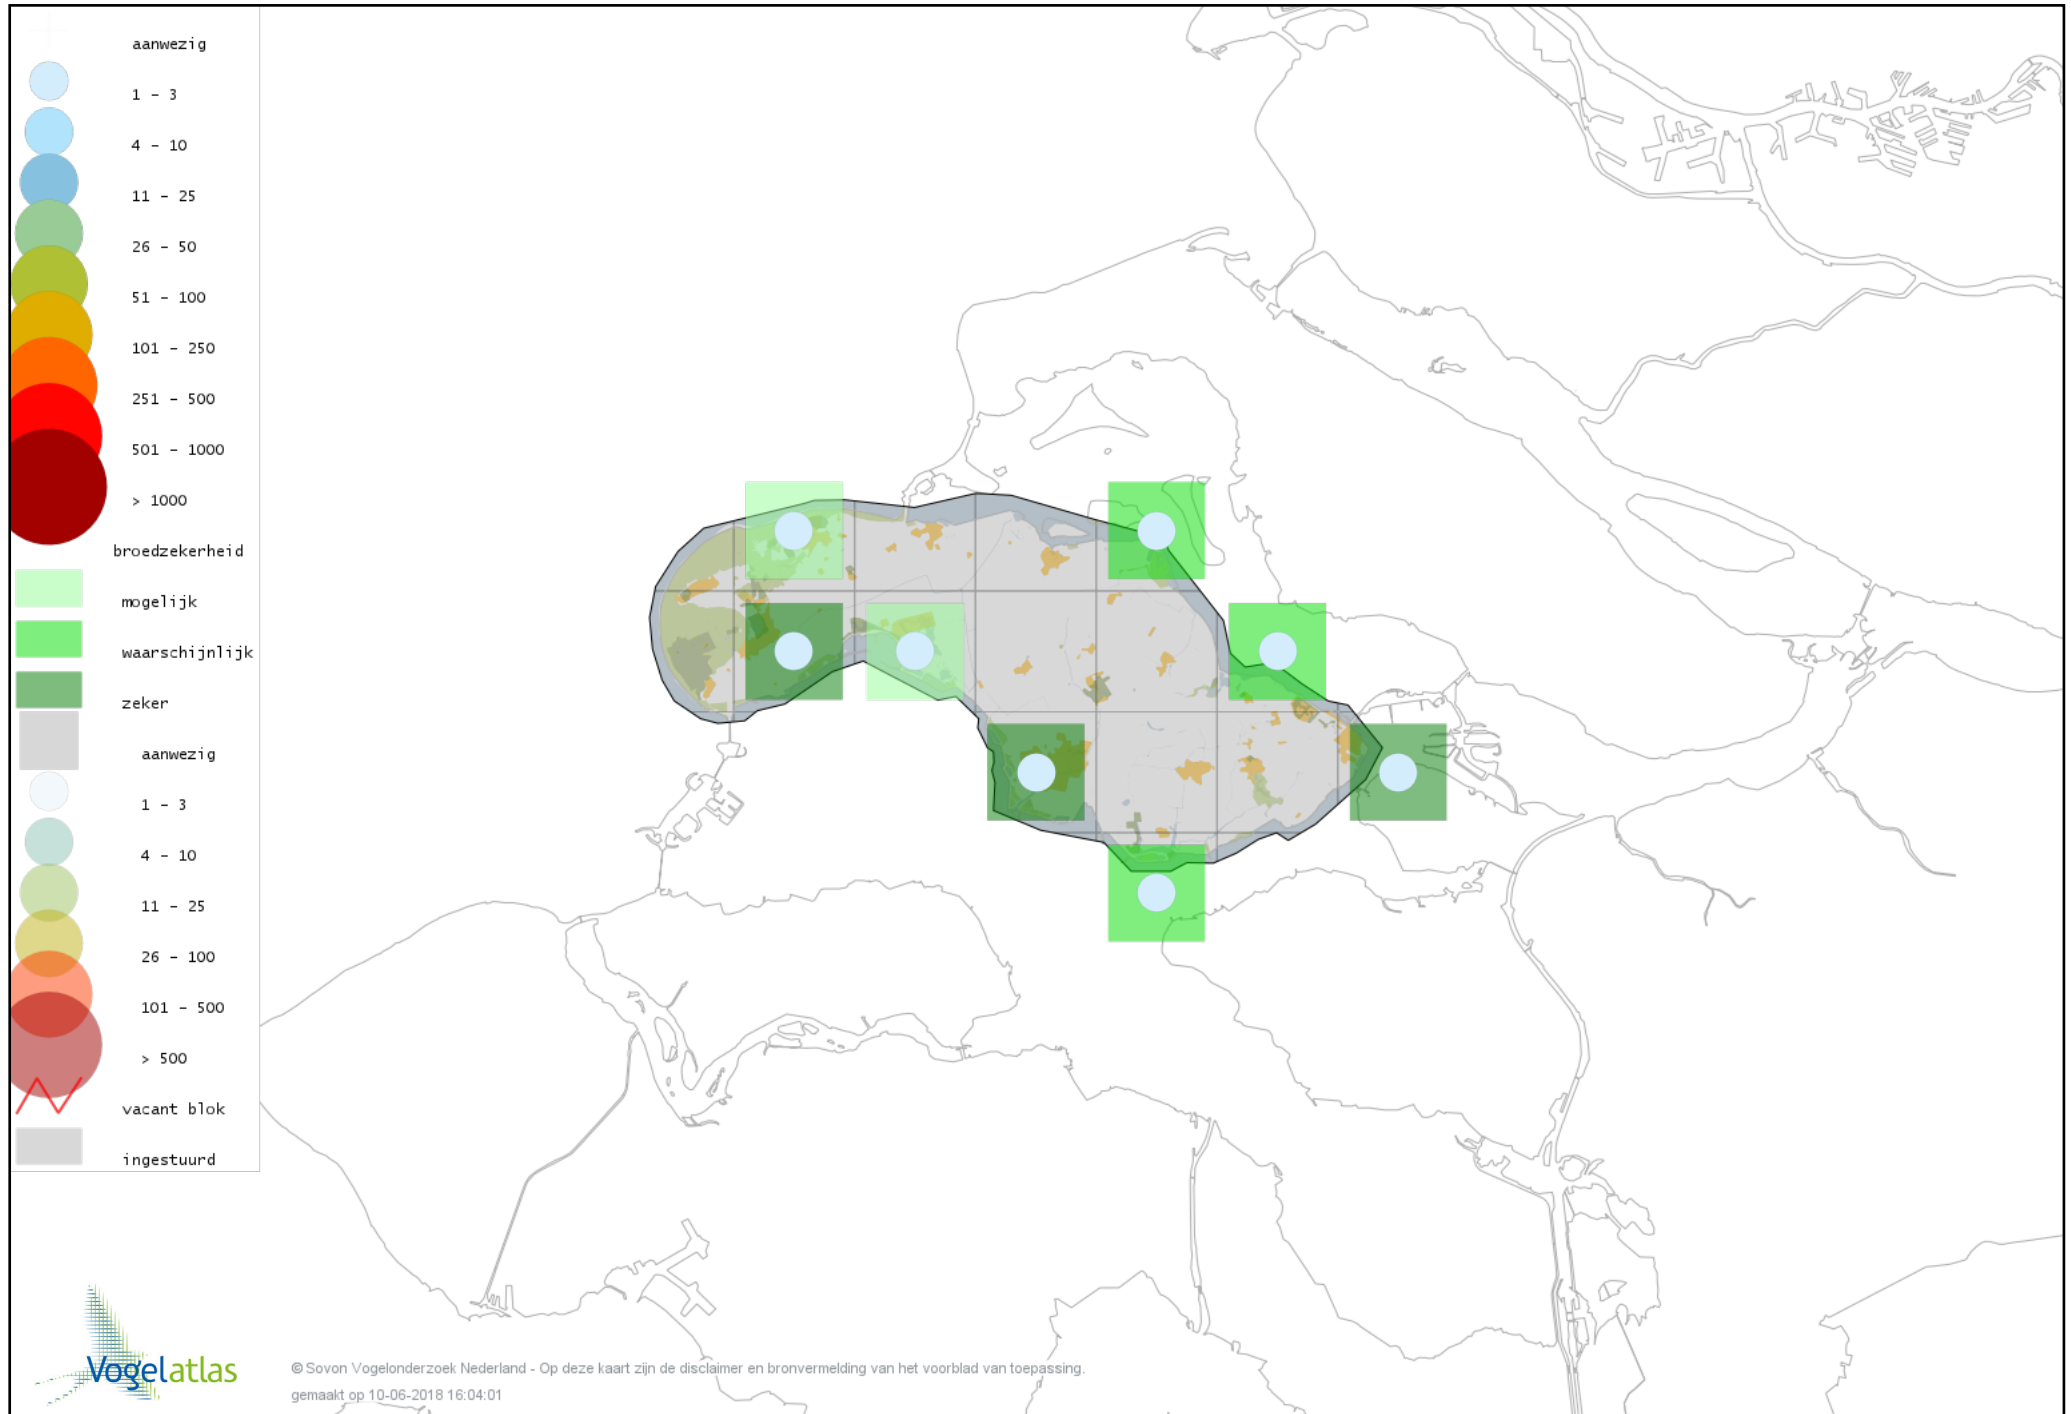 aanwezig
1 – 3
4 – 10
11 – 25
26 – 50
51 – 100
101 – 250
251 – 500
501 – 1000
> 1000
broedzekerheid
mogelijk
waarschijnlijk
zeker
aanwezig
1 – 3
4 – 10
11 – 25
26 – 100
101 – 500
> 500
vacant blok
ingestuurd
Vogelatlas
© Sovon Vogelonderzoek Nederland - Op deze kaart zijn de disclaimer en bronvermelding van het voorblad van toepassing.
gemaakt op 10-06-2018 16:04:01